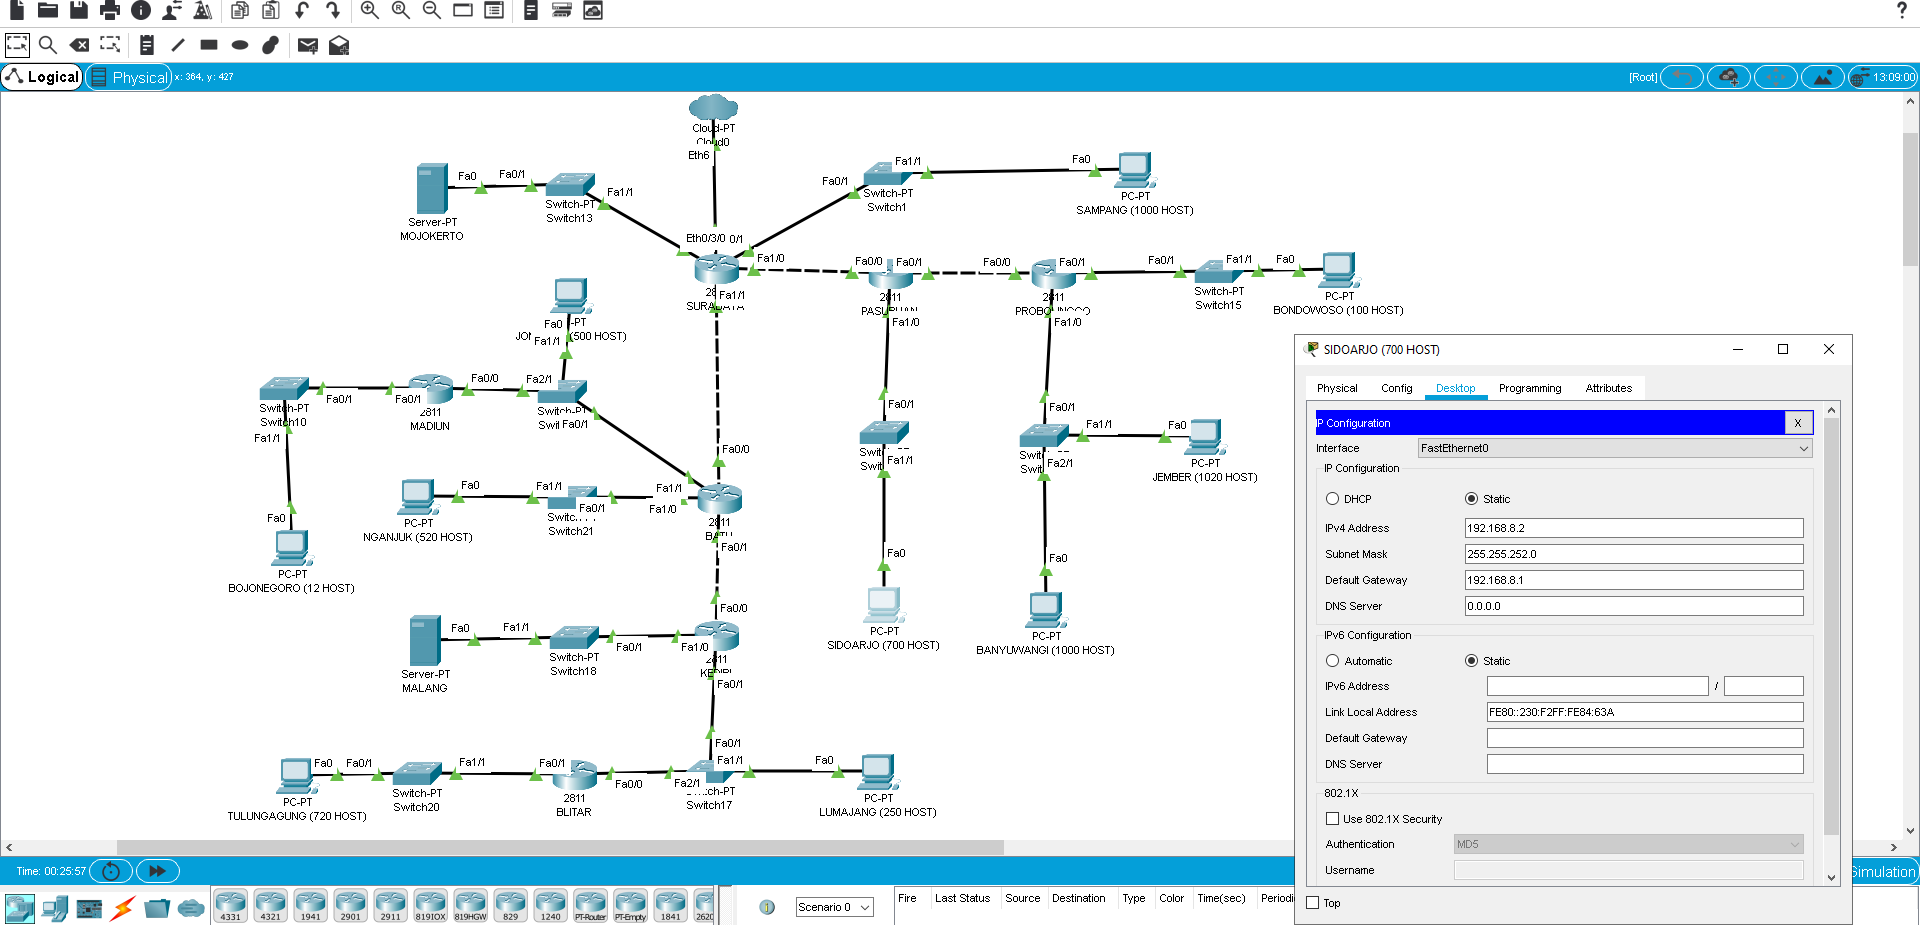 ?
Logical
Physical
x: 364, y: 427
[Root]
13:09:00
Cloud-PT
Cloud0
Eth6
Fa0
Fa0/1
Fa1/1
Switch-PT
Switch13
Server-PT
MOJOKERTO
Fa0/1
Fa1/1
Switch-PT
Switch1
Fa0
PC-PT
SAMPANG (1000 HOST)
Eth0/3/0
0/1
Fa1/0
Fa1/1
SURABAYA
Fa0/0
Fa0/1
2811
PASURUAN
Fa1/0
Fa0/0
Fa0/1
2811
PROBOLINGGO
Fa1/0
Fa0/1
Fa1/1
Switch-PT
Switch15
Fa0
PC-PT
BONDOWOSO (100 HOST)
Fa0
-PT
(500 HOST)
Fa1/1
Switch-PT
Switch10
Fa0/1
Fa1/1
Fa0/1
2811
MADIUN
Fa0/0
Fa2/1
Switch-PT
Fa0/1
Fa0/0
Fa0
PC-PT
NGANJUK (520 HOST)
Fa1/1
Fa0/1
Switch21
Fa1/1
Fa1/0
2811
BATU
Fa0/1
Fa0
PC-PT
BOJONEGORO (12 HOST)
Fa0/1
Fa1/1
Fa0
PC-PT
SIDOARJO (700 HOST)
Fa0/1
Fa1/1
Fa2/1
Fa0
PC-PT
JEMBER (1020 HOST)
Fa0
PC-PT
BANYUWANGI (1000 HOST)
Fa0/0
Fa0
Server-PT
MALANG
Fa1/1
Fa0/1
Switch-PT
Switch18
Fa1/0
2811
KEDIRI
Fa0/1
Fa0/1
Fa1/1
Fa2/1
Switch17
Fa0
PC-PT
LUMAJANG (250 HOST)
Fa0
PC-PT
TULUNGAGUNG (720 HOST)
Fa0/1
Fa1/1
Switch-PT
Switch20
Fa0/1
Fa0/0
2811
BLITAR
SIDOARJO (700 HOST)
Physical Config Desktop Programming Attributes
IP Configuration X
Interface FastEthernet0
IP Configuration
DHCP Static
IPv4 Address 192.168.8.2
Subnet Mask 255.255.252.0
Default Gateway 192.168.8.1
DNS Server 0.0.0.0
IPv6 Configuration
Automatic Static
IPv6 Address /
Link Local Address FE80::230:F2FF:FE84:63A
Default Gateway
DNS Server
802.1X
Use 802.1X Security
Authentication MD5
Username
Top
Time: 00:25:57
Simulation
4331 4321 1941 2901 2911 819IOX 819HGW 829 1240 PT-Router PT-Empty 1841 2620
Scenario 0
Fire Last Status Source Destination Type Color Time(sec) Periodi